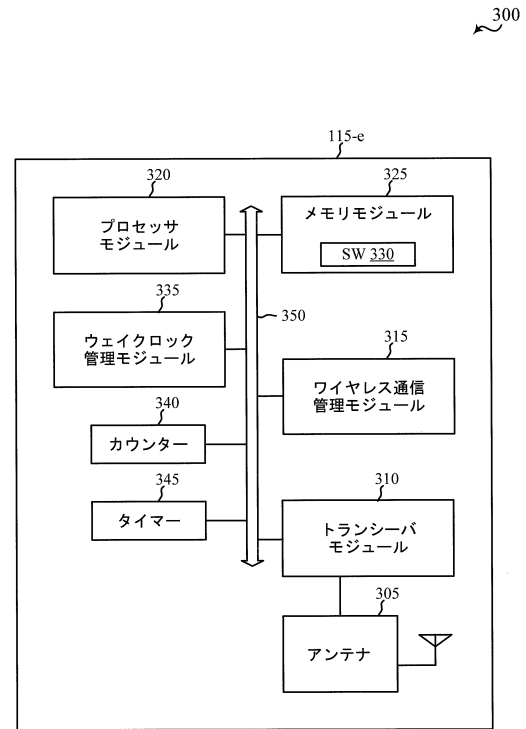 300
115-e
320
プロセッサ
モジュール
325
メモリモジュール
SW 330
335
ウェイクロック
管理モジュール
350
315
ワイヤレス通信
管理モジュール
340
カウンター
345
タイマー
310
トランシーバ
モジュール
305
アンテナ